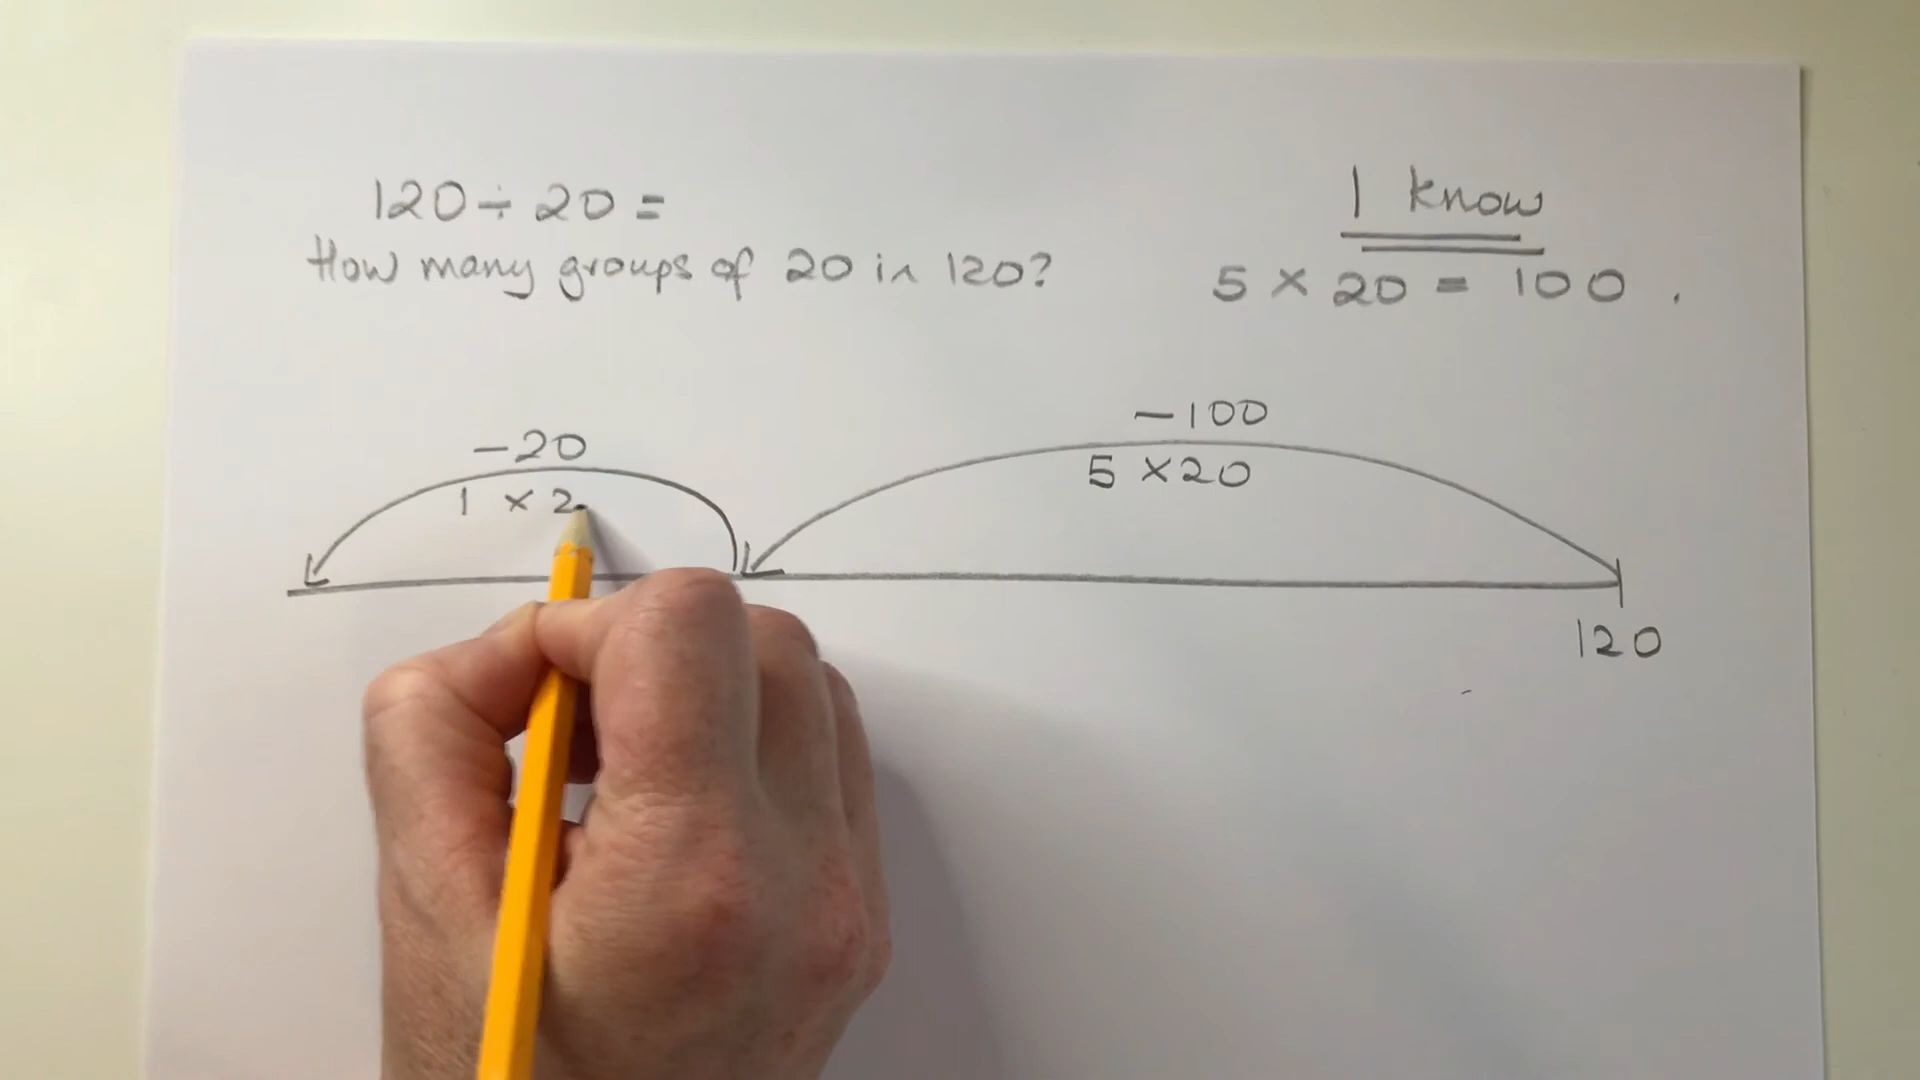 120 ÷ 20 =
How many groups of 20 in 120?
I know
5 × 20 = 100
-20
1 × 2
-100
5 × 20
120